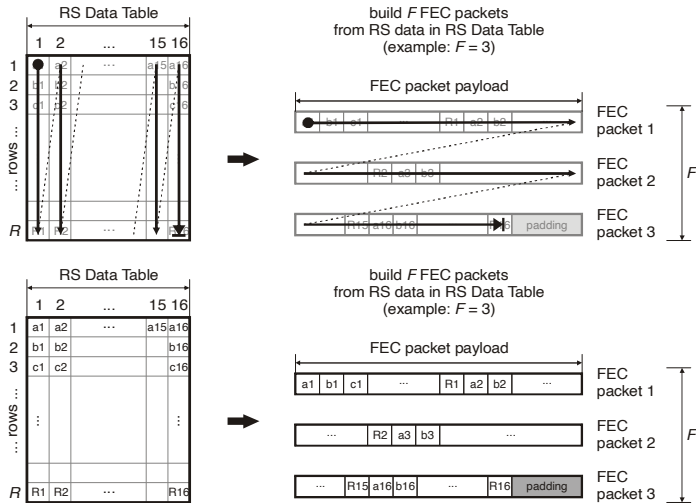 RS Data Table
1 2 ... 15 16
1 a2 ... a15 a16
2 b1 b2 b16
3 c1 c2 c16
... rows ...
R R1 R2 ... R16
build F FEC packets
from RS data in RS Data Table
(example: F = 3)
FEC packet payload
b1 c1 ... R1 a2 b2 FEC
packet 1
R2 a3 b3 FEC
packet 2
R15 a16 b16 R16 padding FEC
packet 3
F
RS Data Table
1 2 ... 15 16
1 a1 a2 ... a15 a16
2 b1 b2 b16
3 c1 c2 c16
... rows ... ... ...
R R1 R2 ... R16
build F FEC packets
from RS data in RS Data Table
(example: F = 3)
FEC packet payload
a1 b1 c1 ... R1 a2 b2 ... FEC
packet 1
... R2 a3 b3 ... FEC
packet 2
... R15 a16 b16 ... R16 padding FEC
packet 3
F